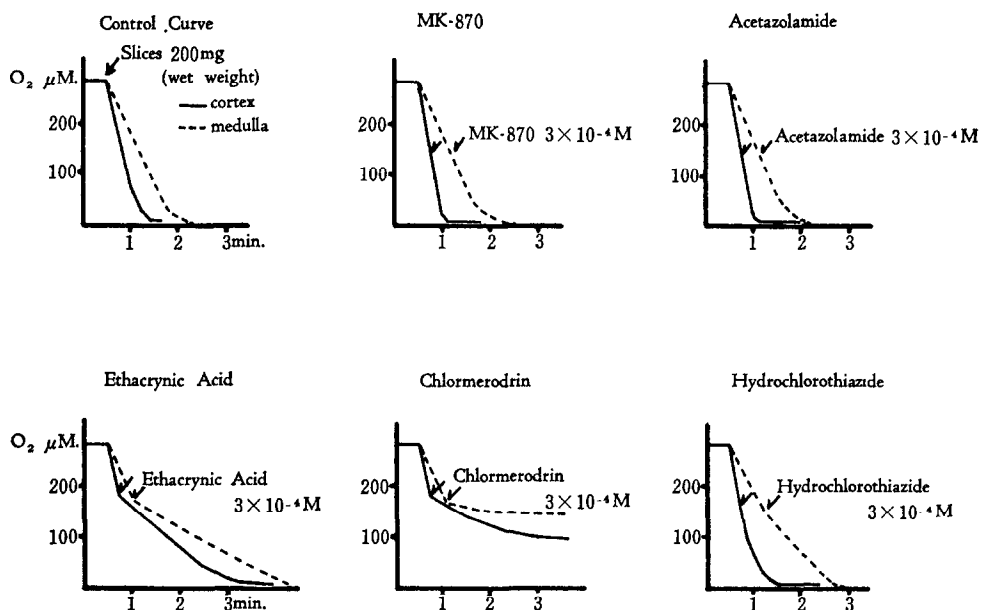 Control Curve
Slices 200mg
(wet weight)
cortex
medulla
O₂ μM.
200
100
1 2 3min.
MK-870
MK-870 3×10⁻⁴M
200
100
1 2 3
Acetazolamide
Acetazolamide 3×10⁻⁴M
200
100
1 2 3
Ethacrynic Acid
O₂ μM.
Ethacrynic Acid
3×10⁻⁴M
200
100
1 2 3min.
Chlormerodrin
Chlormerodrin
3×10⁻⁴M
200
100
1 2 3
Hydrochlorothiazide
Hydrochlorothiazide
3×10⁻⁴M
200
100
1 2 3